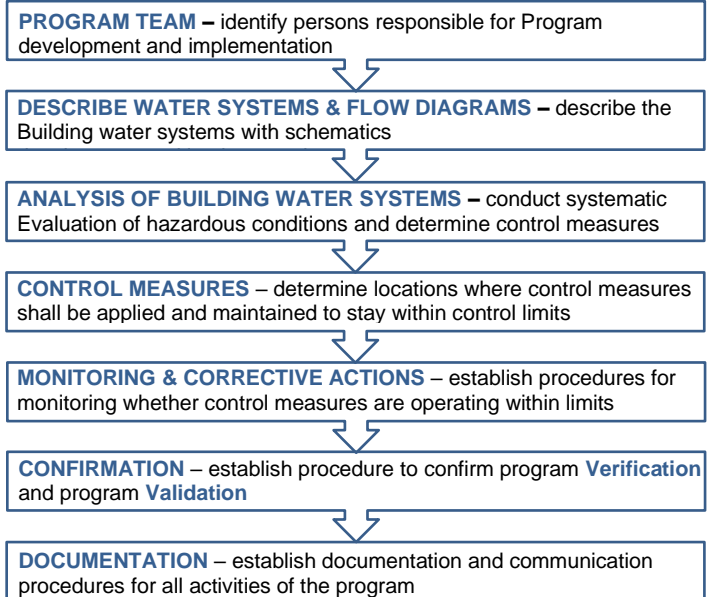 PROGRAM TEAM – identify persons responsible for Program
development and implementation
DESCRIBE WATER SYSTEMS & FLOW DIAGRAMS – describe the
Building water systems with schematics
ANALYSIS OF BUILDING WATER SYSTEMS – conduct systematic
Evaluation of hazardous conditions and determine control measures
CONTROL MEASURES – determine locations where control measures
shall be applied and maintained to stay within control limits
MONITORING & CORRECTIVE ACTIONS – establish procedures for
monitoring whether control measures are operating within limits
CONFIRMATION – establish procedure to confirm program Verification
and program Validation
DOCUMENTATION – establish documentation and communication
procedures for all activities of the program